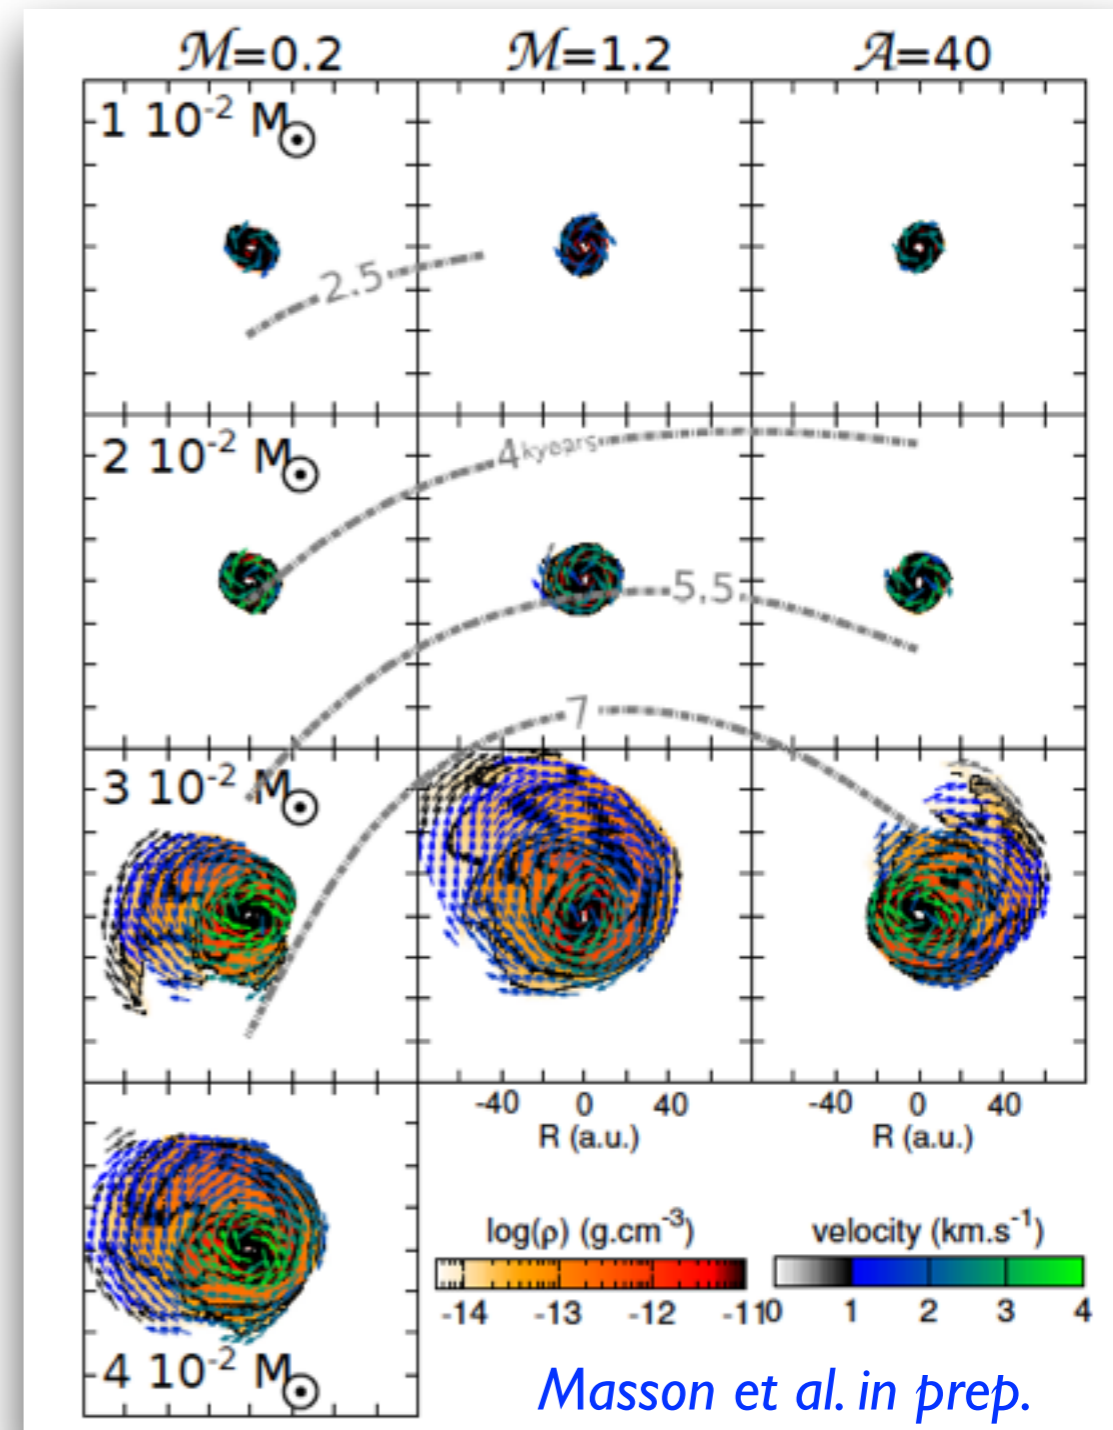 ℳ=0.2 ℳ=1.2 𝒜=40
1 10⁻² M⊙
2.5
2 10⁻² M⊙
4kyears
5.5
7
3 10⁻² M⊙
-40 0 40 -40 0 40
R (a.u.) R (a.u.)
log(ρ) (g.cm⁻³) velocity (km.s⁻¹)
-14 -13 -12 -11 0 1 2 3 4
4 10⁻² M⊙
Masson et al. in prep.